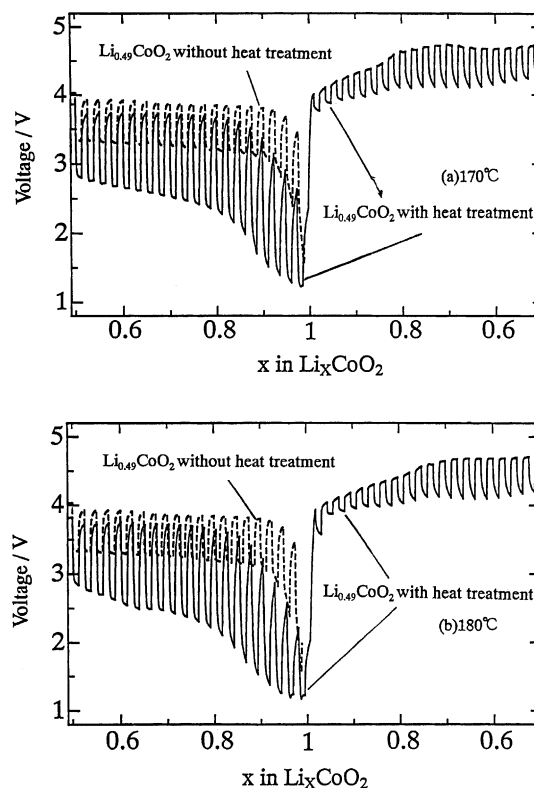 5
Li₀.₄₉CoO₂ without heat treatment
4
3
(a)170℃
Li₀.₄₉CoO₂ with heat treatment
2
1
Voltage / V
0.6 0.8 1 0.8 0.6
x in LiₓCoO₂
5
Li₀.₄₉CoO₂ without heat treatment
4
3
Li₀.₄₉CoO₂ with heat treatment
(b)180℃
2
1
Voltage / V
0.6 0.8 1 0.8 0.6
x in LiₓCoO₂